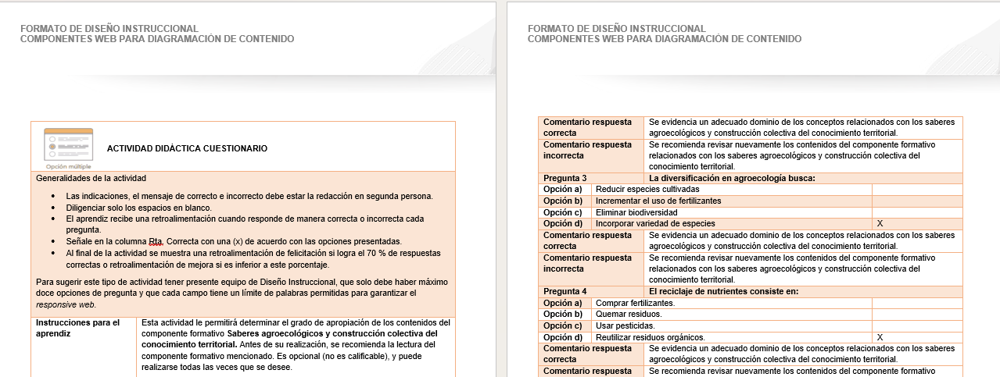 FORMATO DE DISEÑO INSTRUCCIONAL
COMPONENTES WEB PARA DIAGRAMACIÓN DE CONTENIDO
Opción múltiple
ACTIVIDAD DIDÁCTICA CUESTIONARIO
Generalidades de la actividad
• Las indicaciones, el mensaje de correcto e incorrecto debe estar la redacción en segunda persona.
• Diligenciar solo los espacios en blanco.
• El aprendiz recibe una retroalimentación cuando responde de manera correcta o incorrecta cada
pregunta.
• Señale en la columna Rta. Correcta con una (x) de acuerdo con las opciones presentadas.
• Al final de la actividad se muestra una retroalimentación de felicitación si logra el 70 % de respuestas
correctas o retroalimentación de mejora si es inferior a este porcentaje.
Para sugerir este tipo de actividad tener presente equipo de Diseño Instruccional, que solo debe haber máximo
doce opciones de pregunta y que cada campo tiene un límite de palabras permitidas para garantizar el
responsive web.
Instrucciones para el
aprendiz
Esta actividad le permitirá determinar el grado de apropiación de los contenidos del
componente formativo Saberes agroecológicos y construcción colectiva del
conocimiento territorial. Antes de su realización, se recomienda la lectura del
componente formativo mencionado. Es opcional (no es calificable), y puede
realizarse todas las veces que se desee.
FORMATO DE DISEÑO INSTRUCCIONAL
COMPONENTES WEB PARA DIAGRAMACIÓN DE CONTENIDO
Comentario respuesta
correcta
Se evidencia un adecuado dominio de los conceptos relacionados con los saberes
agroecológicos y construcción colectiva del conocimiento territorial.
Comentario respuesta
incorrecta
Se recomienda revisar nuevamente los contenidos del componente formativo
relacionados con los saberes agroecológicos y construcción colectiva del
conocimiento territorial.
Pregunta 3 La diversificación en agroecología busca:
Opción a) Reducir especies cultivadas
Opción b) Incrementar el uso de fertilizantes
Opción c) Eliminar biodiversidad
Opción d) Incorporar variedad de especies X
Comentario respuesta
correcta
Se evidencia un adecuado dominio de los conceptos relacionados con los saberes
agroecológicos y construcción colectiva del conocimiento territorial.
Comentario respuesta
incorrecta
Se recomienda revisar nuevamente los contenidos del componente formativo
relacionados con los saberes agroecológicos y construcción colectiva del
conocimiento territorial.
Pregunta 4 El reciclaje de nutrientes consiste en:
Opción a) Comprar fertilizantes.
Opción b) Quemar residuos.
Opción c) Usar pesticidas.
Opción d) Reutilizar residuos orgánicos. X
Comentario respuesta
correcta
Se evidencia un adecuado dominio de los conceptos relacionados con los saberes
agroecológicos y construcción colectiva del conocimiento territorial.
Comentario respuesta
Se recomienda revisar nuevamente los contenidos del componente formativo